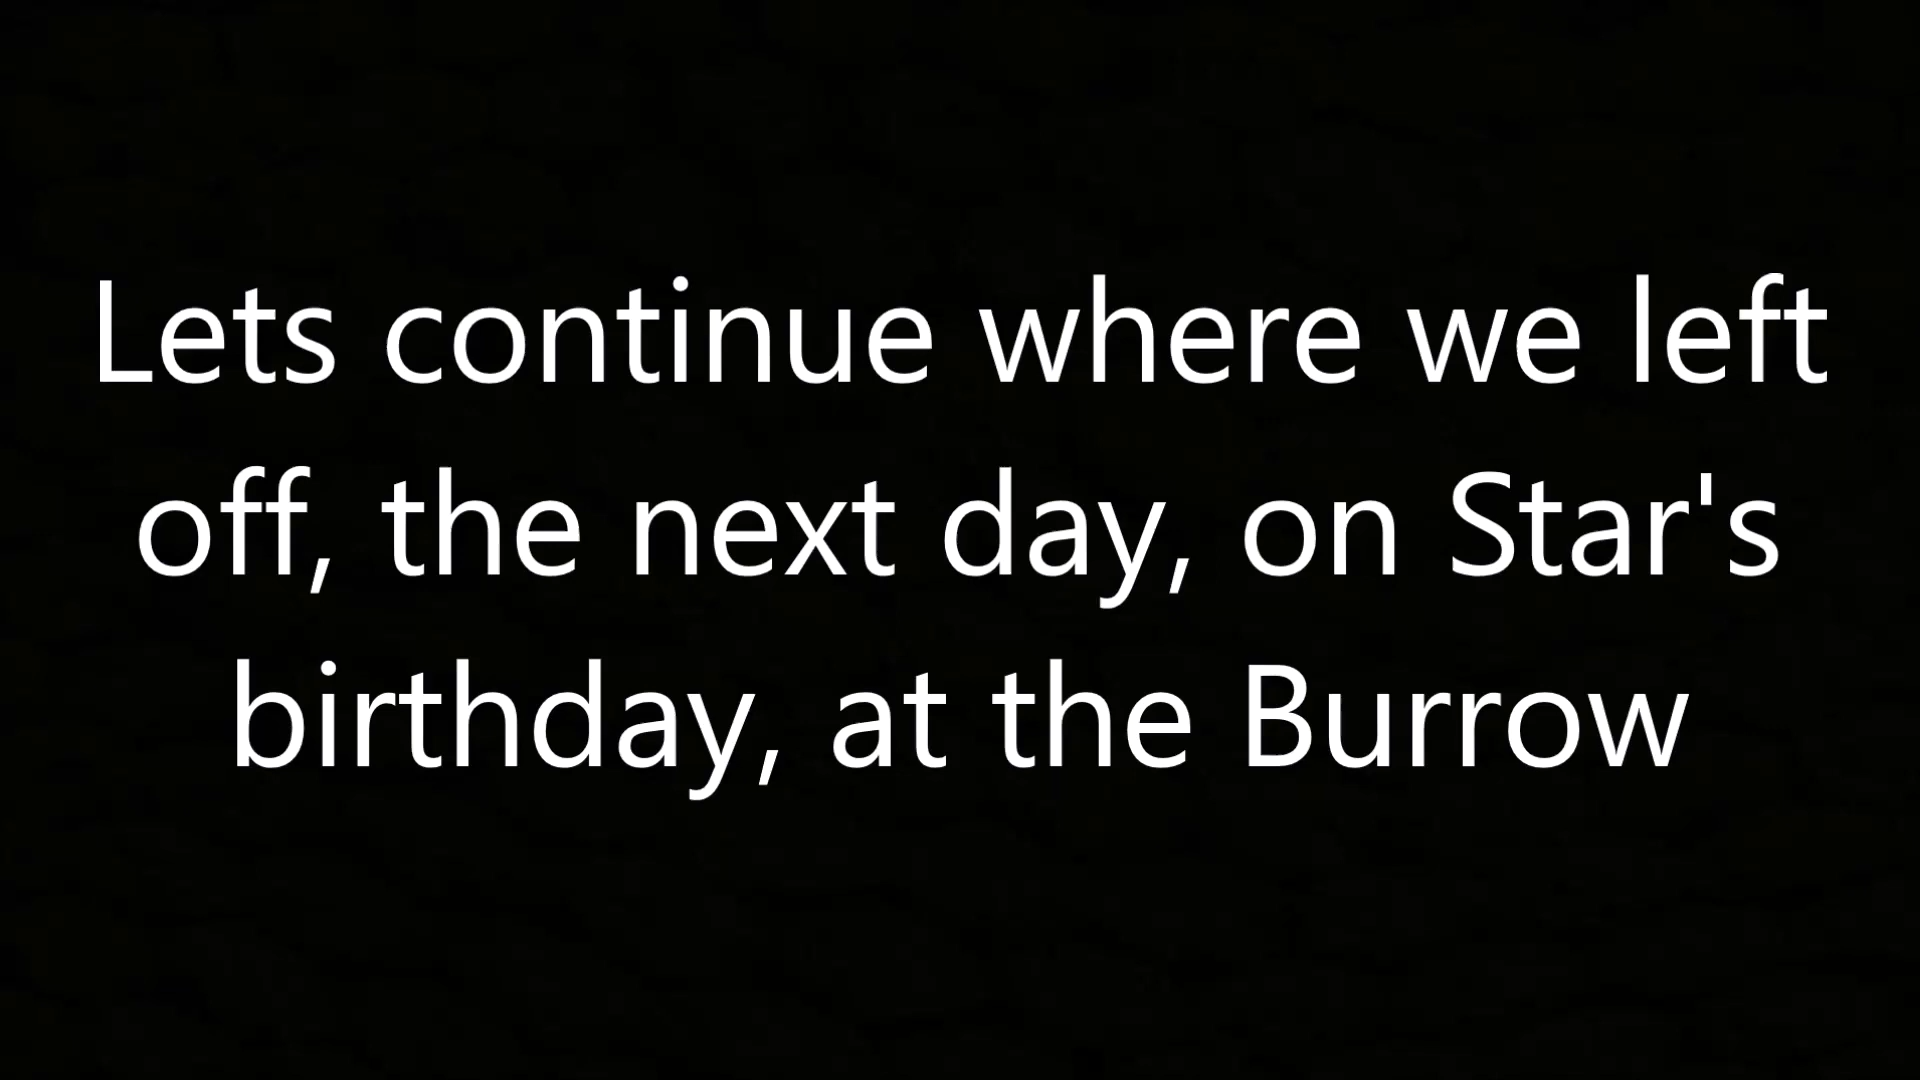 Lets continue where we left
off, the next day, on Star's
birthday, at the Burrow